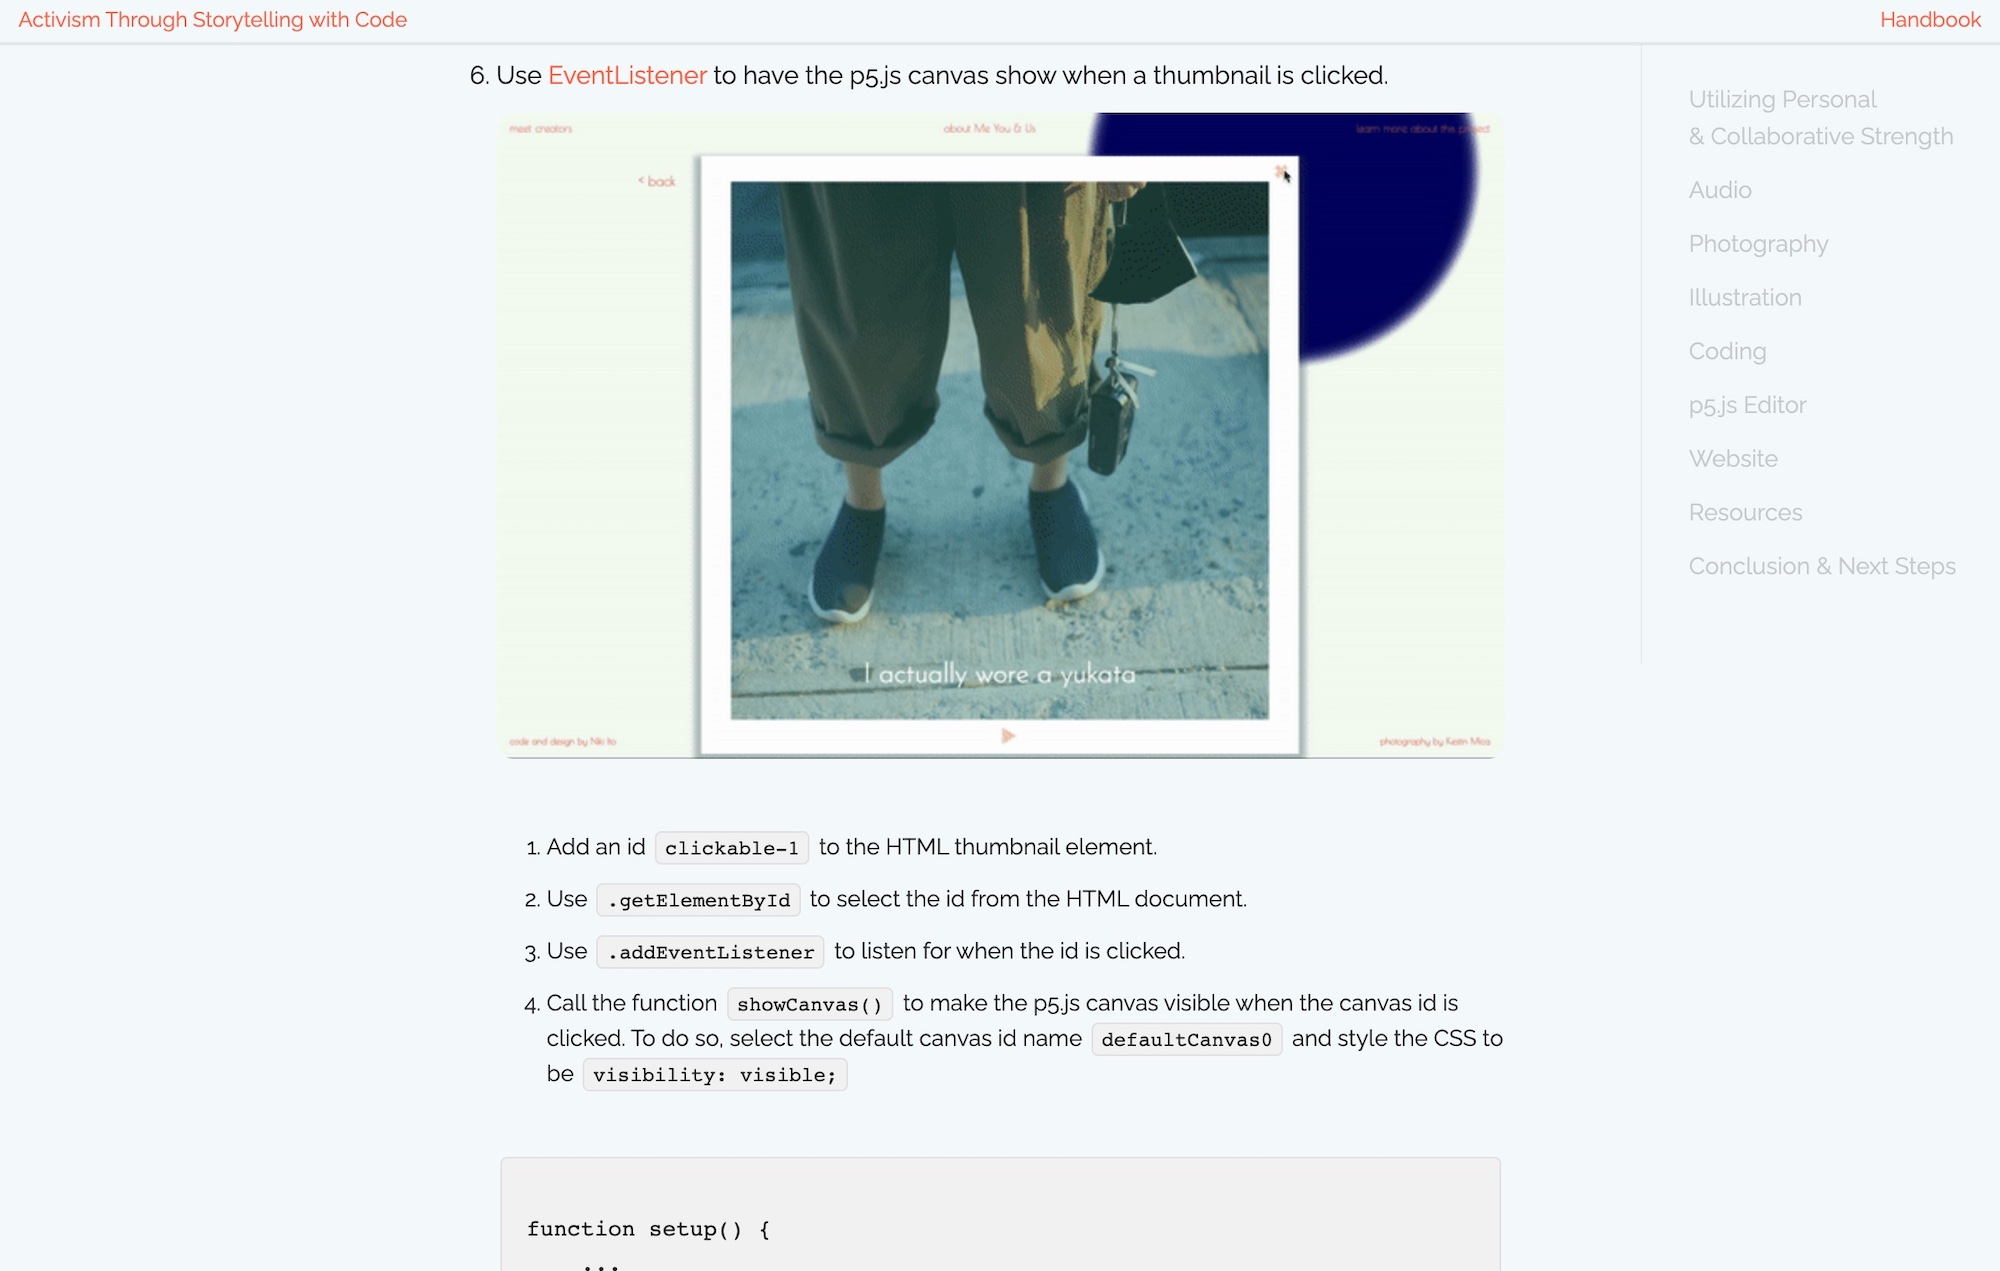 Activism Through Storytelling with Code
Handbook
6. Use EventListener to have the p5.js canvas show when a thumbnail is clicked.
meet creators
about Me You & Us
learn more about this project
< back
I actually wore a yukata
code and design by Niki Ito
photography by Kestin Mica
1. Add an id clickable-1 to the HTML thumbnail element.
2. Use .getElementById to select the id from the HTML document.
3. Use .addEventListener to listen for when the id is clicked.
4. Call the function showCanvas() to make the p5.js canvas visible when the canvas id is
clicked. To do so, select the default canvas id name defaultCanvas0 and style the CSS to
be visibility: visible;
function setup() {
...
Utilizing Personal
& Collaborative Strength
Audio
Photography
Illustration
Coding
p5.js Editor
Website
Resources
Conclusion & Next Steps